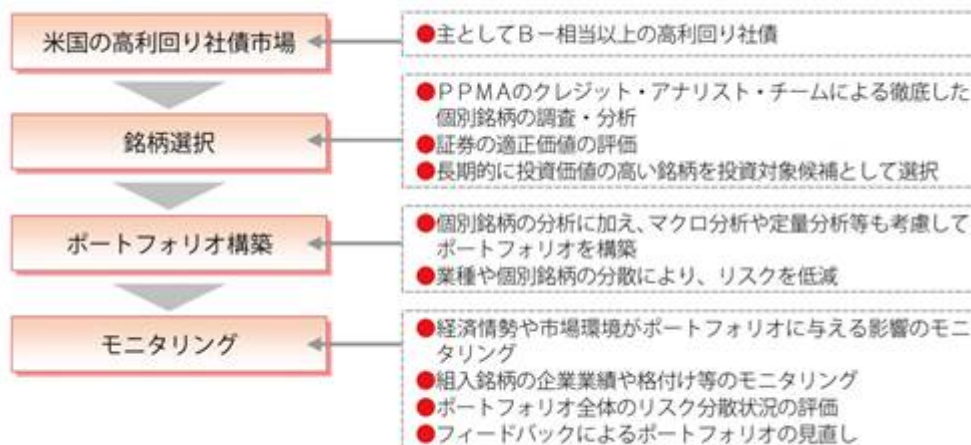 米国の高利回り社債市場
●主としてB－相当以上の高利回り社債
銘柄選択
●PPMAのクレジット・アナリスト・チームによる徹底した
個別銘柄の調査・分析
●証券の適正価値の評価
●長期的に投資価値の高い銘柄を投資対象候補として選択
ポートフォリオ構築
●個別銘柄の分析に加え、マクロ分析や定量分析等も考慮して
ポートフォリオを構築
●業種や個別銘柄の分散により、リスクを低減
モニタリング
●経済情勢や市場環境がポートフォリオに与える影響のモニ
タリング
●組入銘柄の企業業績や格付け等のモニタリング
●ポートフォリオ全体のリスク分散状況の評価
●フィードバックによるポートフォリオの見直し